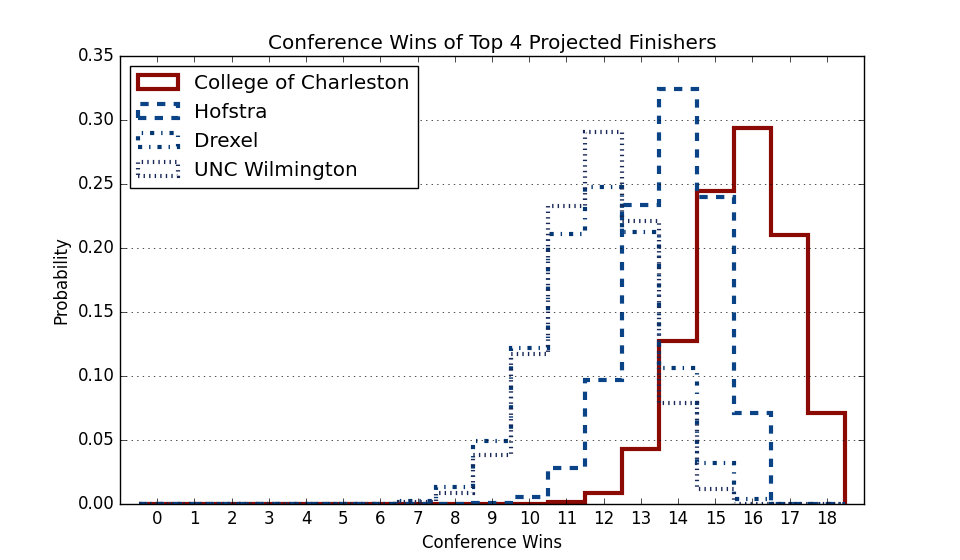 Conference Wins of Top 4 Projected Finishers
0.35
0.30
0.25
0.20
0.15
0.10
0.05
0.00
Probability
College of Charleston
Hofstra
Drexel
UNC Wilmington
0 1 2 3 4 5 6 7 8 9 10 11 12 13 14 15 16 17 18
Conference Wins